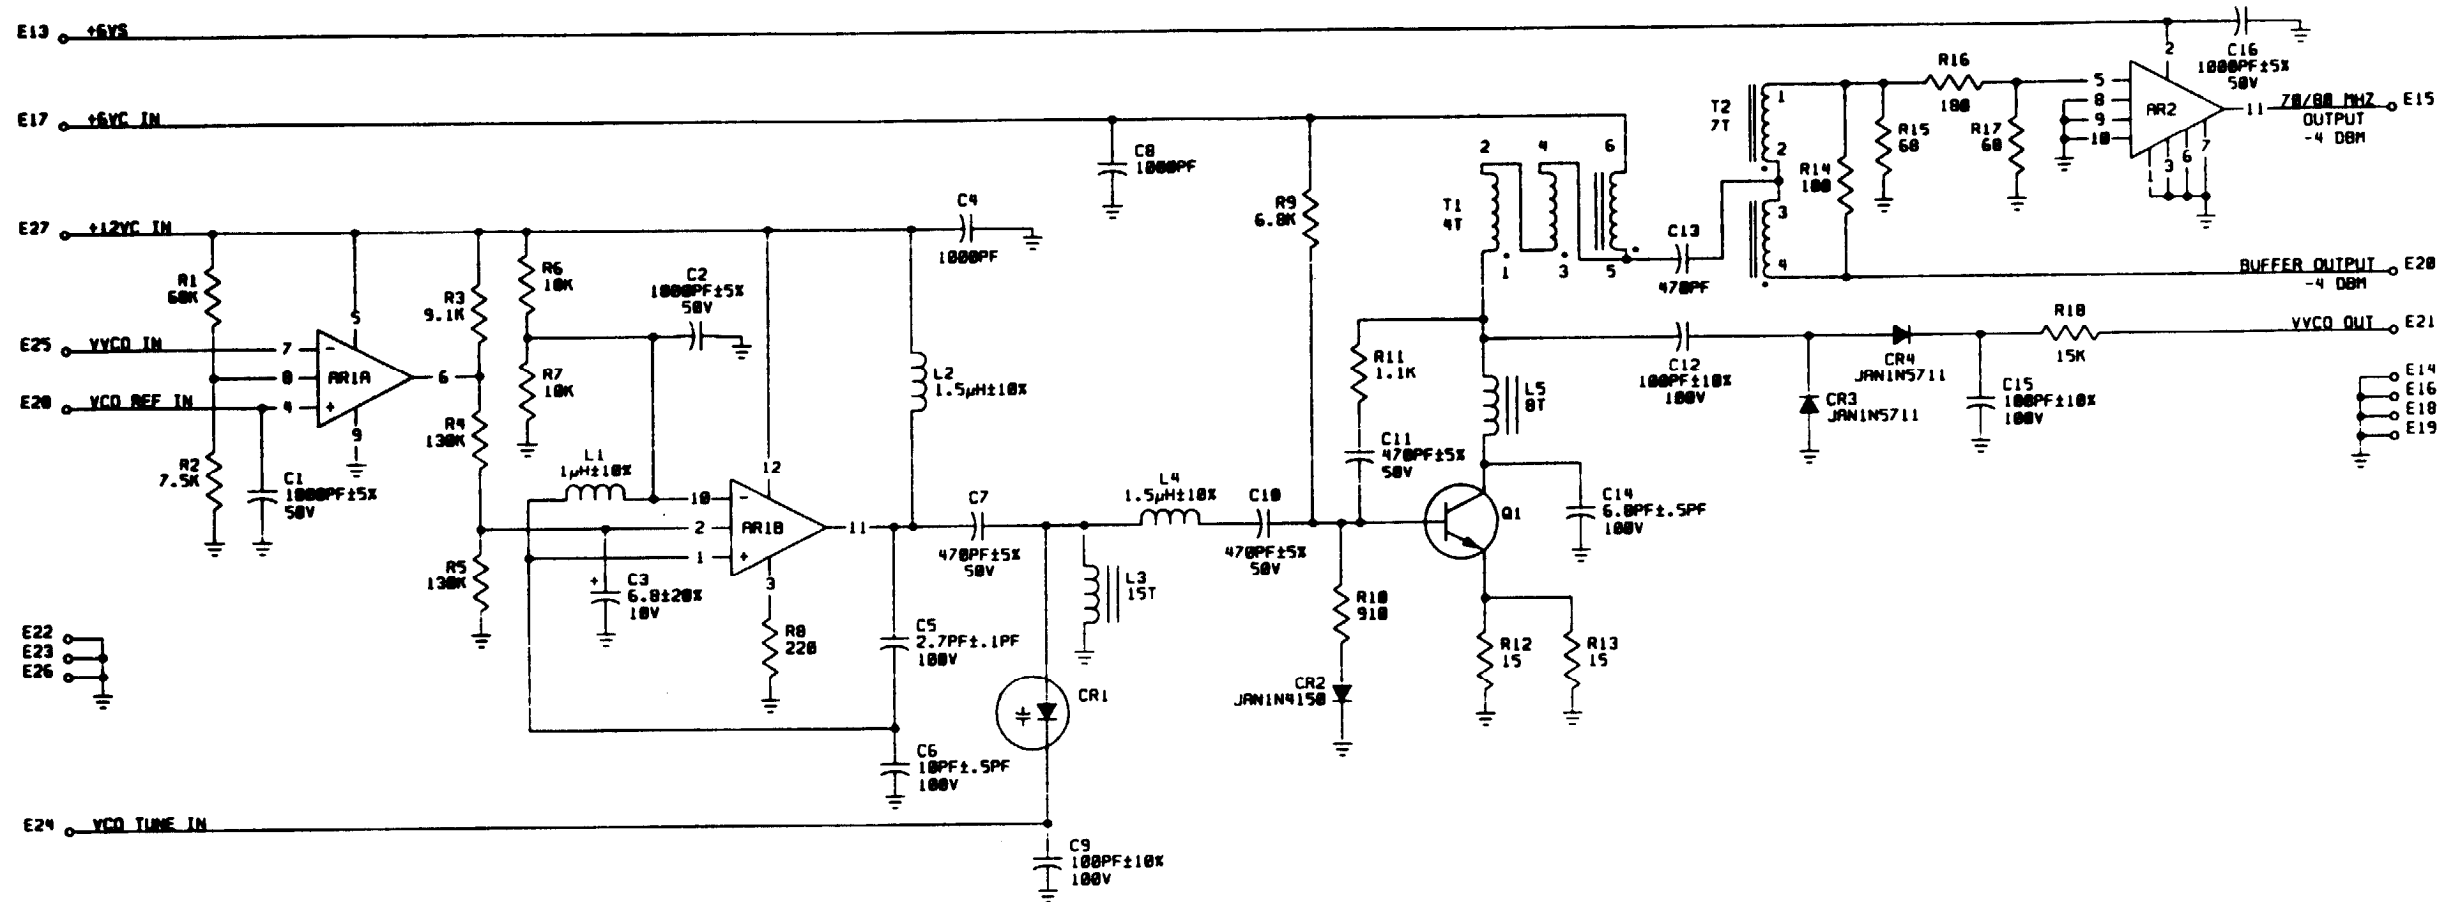 E13 +6VS
2
C16
1000PF±5%
50V
R16
180
5
8
9
10
AR2
11
70/80 MHZ
OUTPUT
-4 DBM
E15
1
3
6
7
E17 +6VC IN
C8
1000PF
T2
7T
1
2
3
4
R15
68
R17
68
R14
100
2
4
6
T1
4T
1
3
5
R9
6.8K
C13
470PF
BUFFER OUTPUT
-4 DBM
E20
E27 +12VC IN
C4
1000PF
R1
68K
5
R3
9.1K
R6
10K
C2
1000PF±5%
50V
E25 VVCO IN
7
-
8
AR1A
6
E28 VCO REF IN
4
+
9
R7
10K
L2
1.5µH±10%
R2
7.5K
C1
1000PF±5%
50V
R4
130K
L1
1µH±10%
12
10
-
2
AR1B
11
1
+
3
R5
130K
+
C3
6.8±20%
10V
R8
220
C7
470PF±5%
50V
L4
1.5µH±10%
C10
470PF±5%
50V
R11
1.1K
C11
470PF±5%
50V
L5
8T
C12
100PF±10%
100V
CR4
JAN1N5711
CR3
JAN1N5711
C15
100PF±10%
100V
R18
15K
VVCO OUT
E21
E14
E16
E18
E19
Q1
C14
6.8PF±.5PF
100V
L3
15T
C5
2.7PF±.1PF
100V
R10
910
R12
15
R13
15
CR2
JAN1N4150
CR1
E22
E23
E26
C6
10PF±.5PF
100V
E24 VCO TUNE IN
C9
100PF±10%
100V